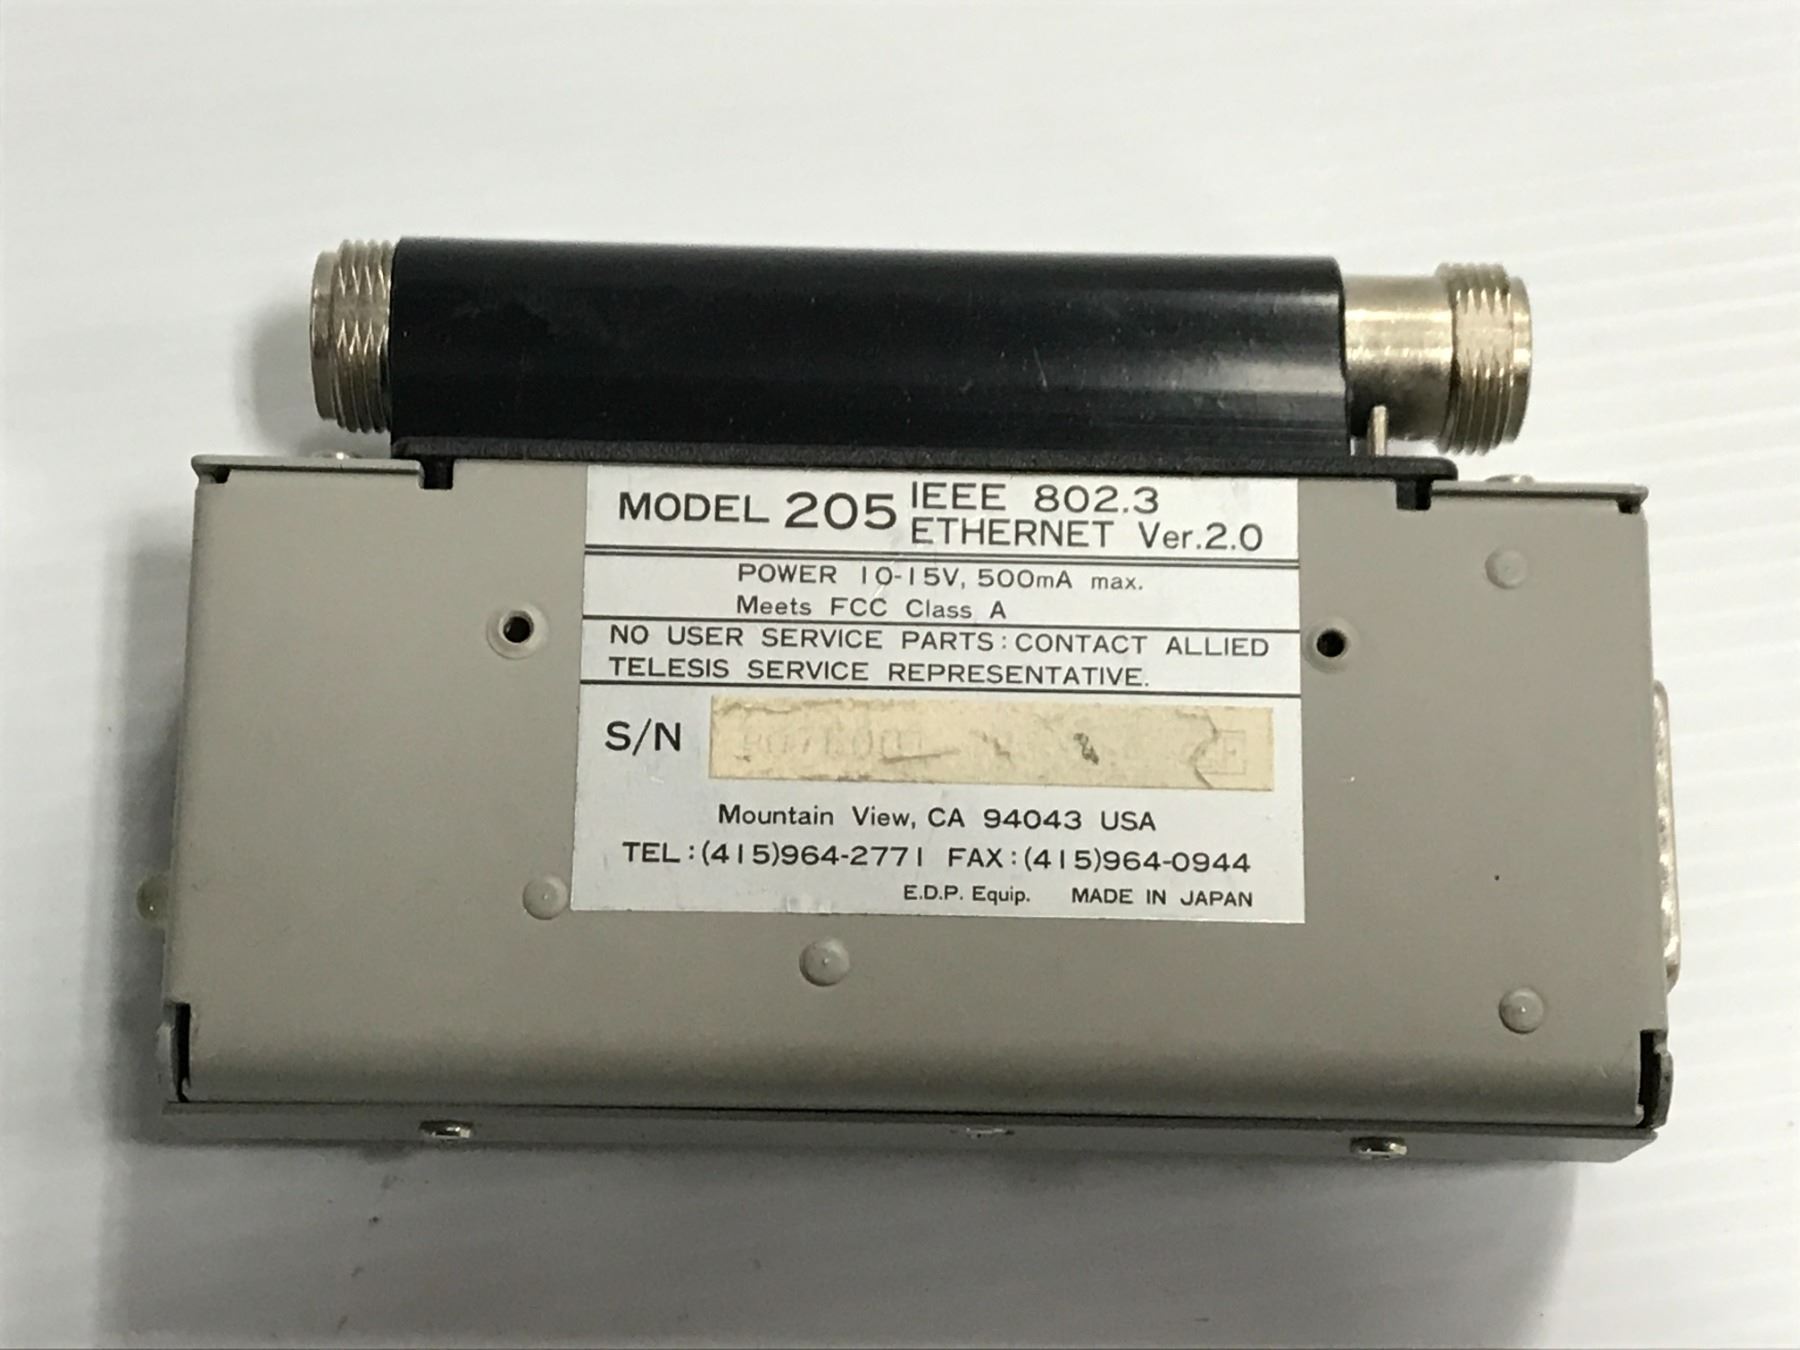 MODEL 205 IEEE 802.3
ETHERNET Ver.2.0
POWER 10-15V, 500mA max.
Meets FCC Class A
NO USER SERVICE PARTS : CONTACT ALLIED
TELESIS SERVICE REPRESENTATIVE.
S/N
Mountain View, CA 94043 USA
TEL : (415)964-2771 FAX : (415)964-0944
E.D.P. Equip. MADE IN JAPAN